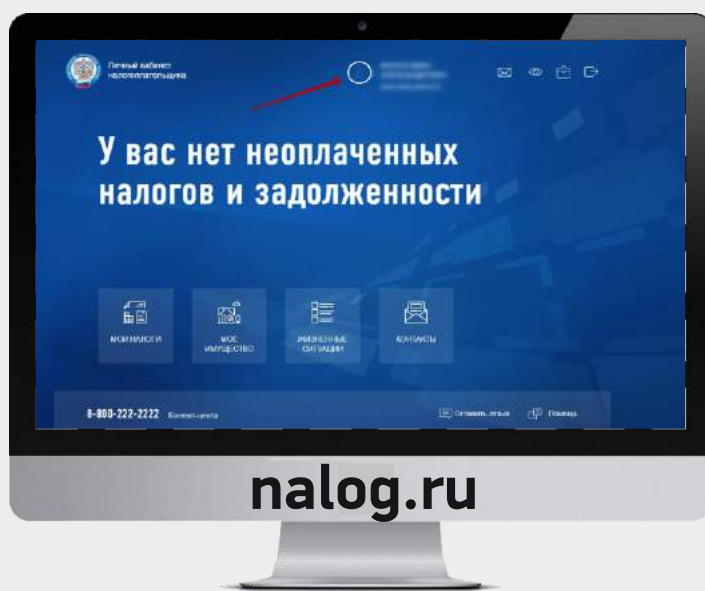 Личный кабинет
налогоплательщика
У вас нет неоплаченных
налогов и задолженности
МОИ НАЛОГИ
МОЕ
ИМУЩЕСТВО
ЖИЗНЕННЫЕ
СИТУАЦИИ
КОНТАКТЫ
8-800-222-2222 Контакт-центр
Оставить отзыв
Помощь
nalog.ru